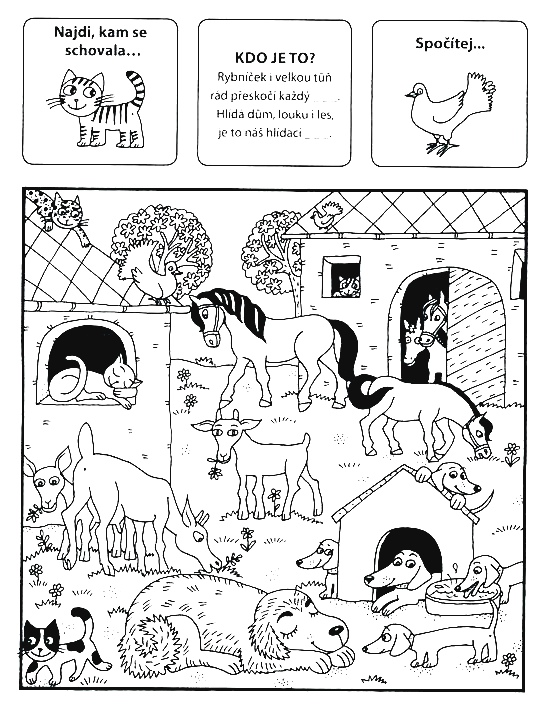 Najdi, kam se
schovala...
KDO JE TO?
Rybníček i velkou tůň
rád přeskočí každý _ _ _.
Hlídá dům, louku i les,
je to náš hlídací _ _ _.
Spočítej...